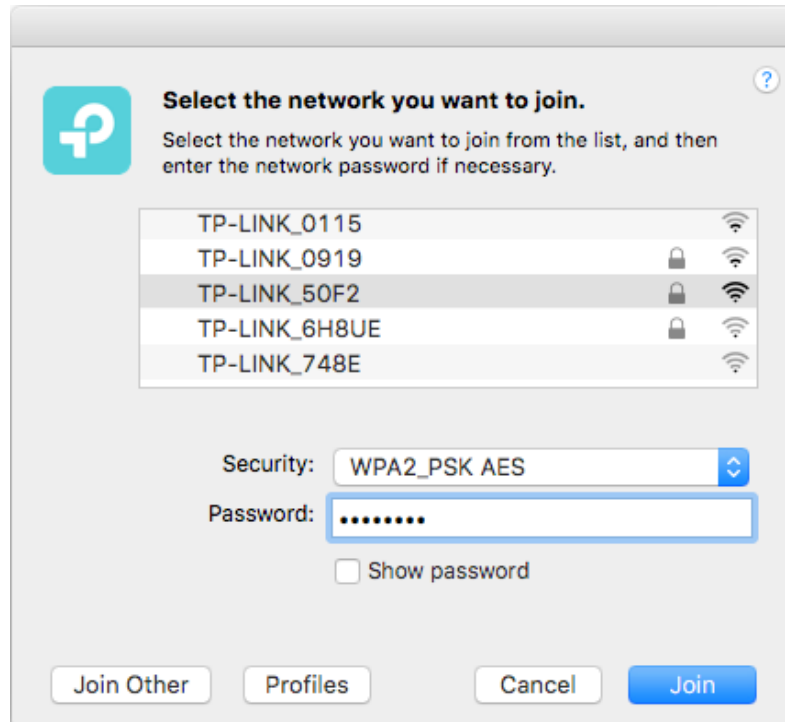 ?
Select the network you want to join.
Select the network you want to join from the list, and then
enter the network password if necessary.
TP-LINK_0115
TP-LINK_0919
TP-LINK_50F2
TP-LINK_6H8UE
TP-LINK_748E
Security: WPA2_PSK AES
Password: ••••••••
Show password
Join Other Profiles Cancel Join